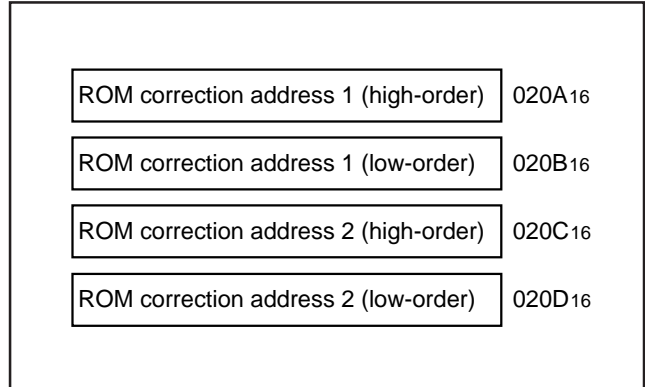 ROM correction address 1 (high-order) 020A16
ROM correction address 1 (low-order) 020B16
ROM correction address 2 (high-order) 020C16
ROM correction address 2 (low-order) 020D16